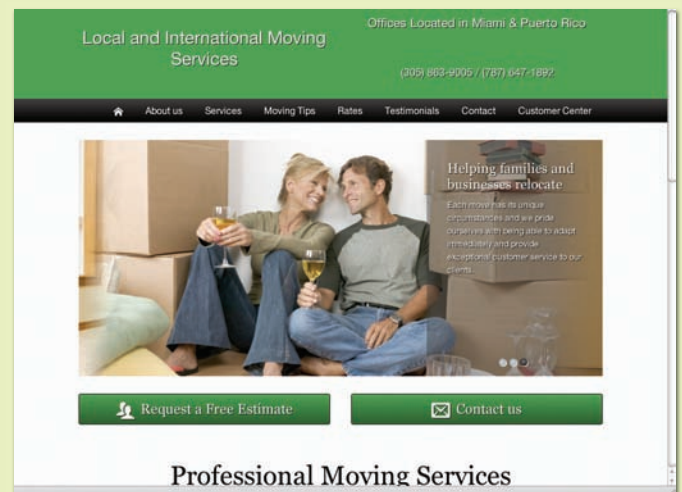 Local and International Moving
Services
Offices Located in Miami & Puerto Rico
(305) 863-9005 / (787) 647-1892
About us Services Moving Tips Rates Testimonials Contact Customer Center
Helping families and
businesses relocate
Each move has its unique
circumstances and we pride
ourselves with being able to adapt
immediately and provide
exceptional customer service to our
clients.
Request a Free Estimate
Contact us
Professional Moving Services